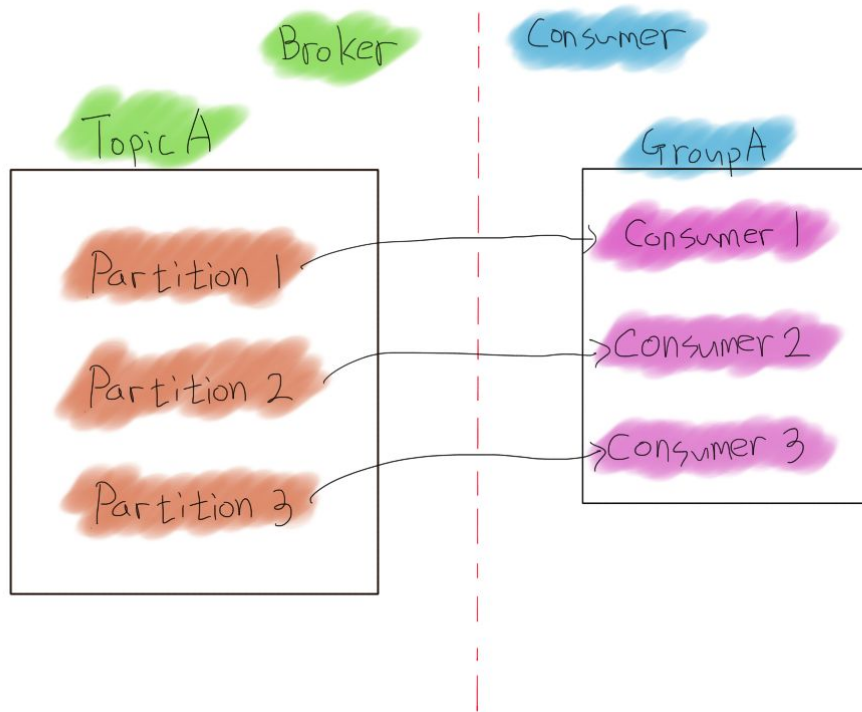 Broker
Consumer
Topic A
Group A
Partition 1
Consumer 1
Partition 2
Consumer 2
Partition 3
Consumer 3